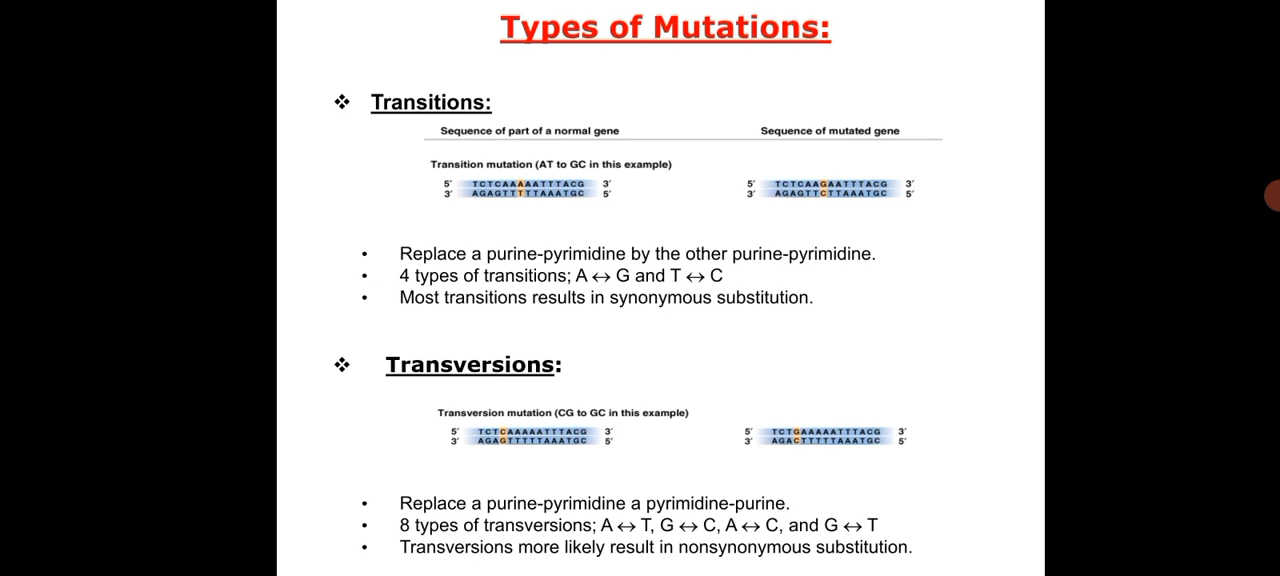 Types of Mutations:
❖ Transitions:
Sequence of part of a normal gene Sequence of mutated gene
Transition mutation (AT to GC in this example)
5′ TCTCAAAAATTTACG 3′ 5′ TCTCAAGAATTTACG 3′
3′ AGAGTTTTTAAATGC 5′ 3′ AGAGTTCTTAAATGC 5′
• Replace a purine-pyrimidine by the other purine-pyrimidine.
• 4 types of transitions; A ↔ G and T ↔ C
• Most transitions results in synonymous substitution.
❖ Transversions:
Transversion mutation (CG to GC in this example)
5′ TCTCAAAAATTTACG 3′ 5′ TCTGAAAAATTTACG 3′
3′ AGAGTTTTTAAATGC 5′ 3′ AGACTTTTTAAATGC 5′
• Replace a purine-pyrimidine a pyrimidine-purine.
• 8 types of transversions; A ↔ T, G ↔ C, A ↔ C, and G ↔ T
• Transversions more likely result in nonsynonymous substitution.